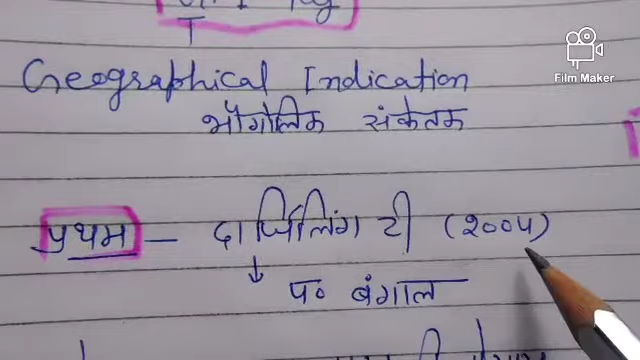 Geographical Indication
भौगोलिक संकेतक
प्रथम — दार्जिलिंग टी (2004)
↓
प० बंगाल
Film Maker